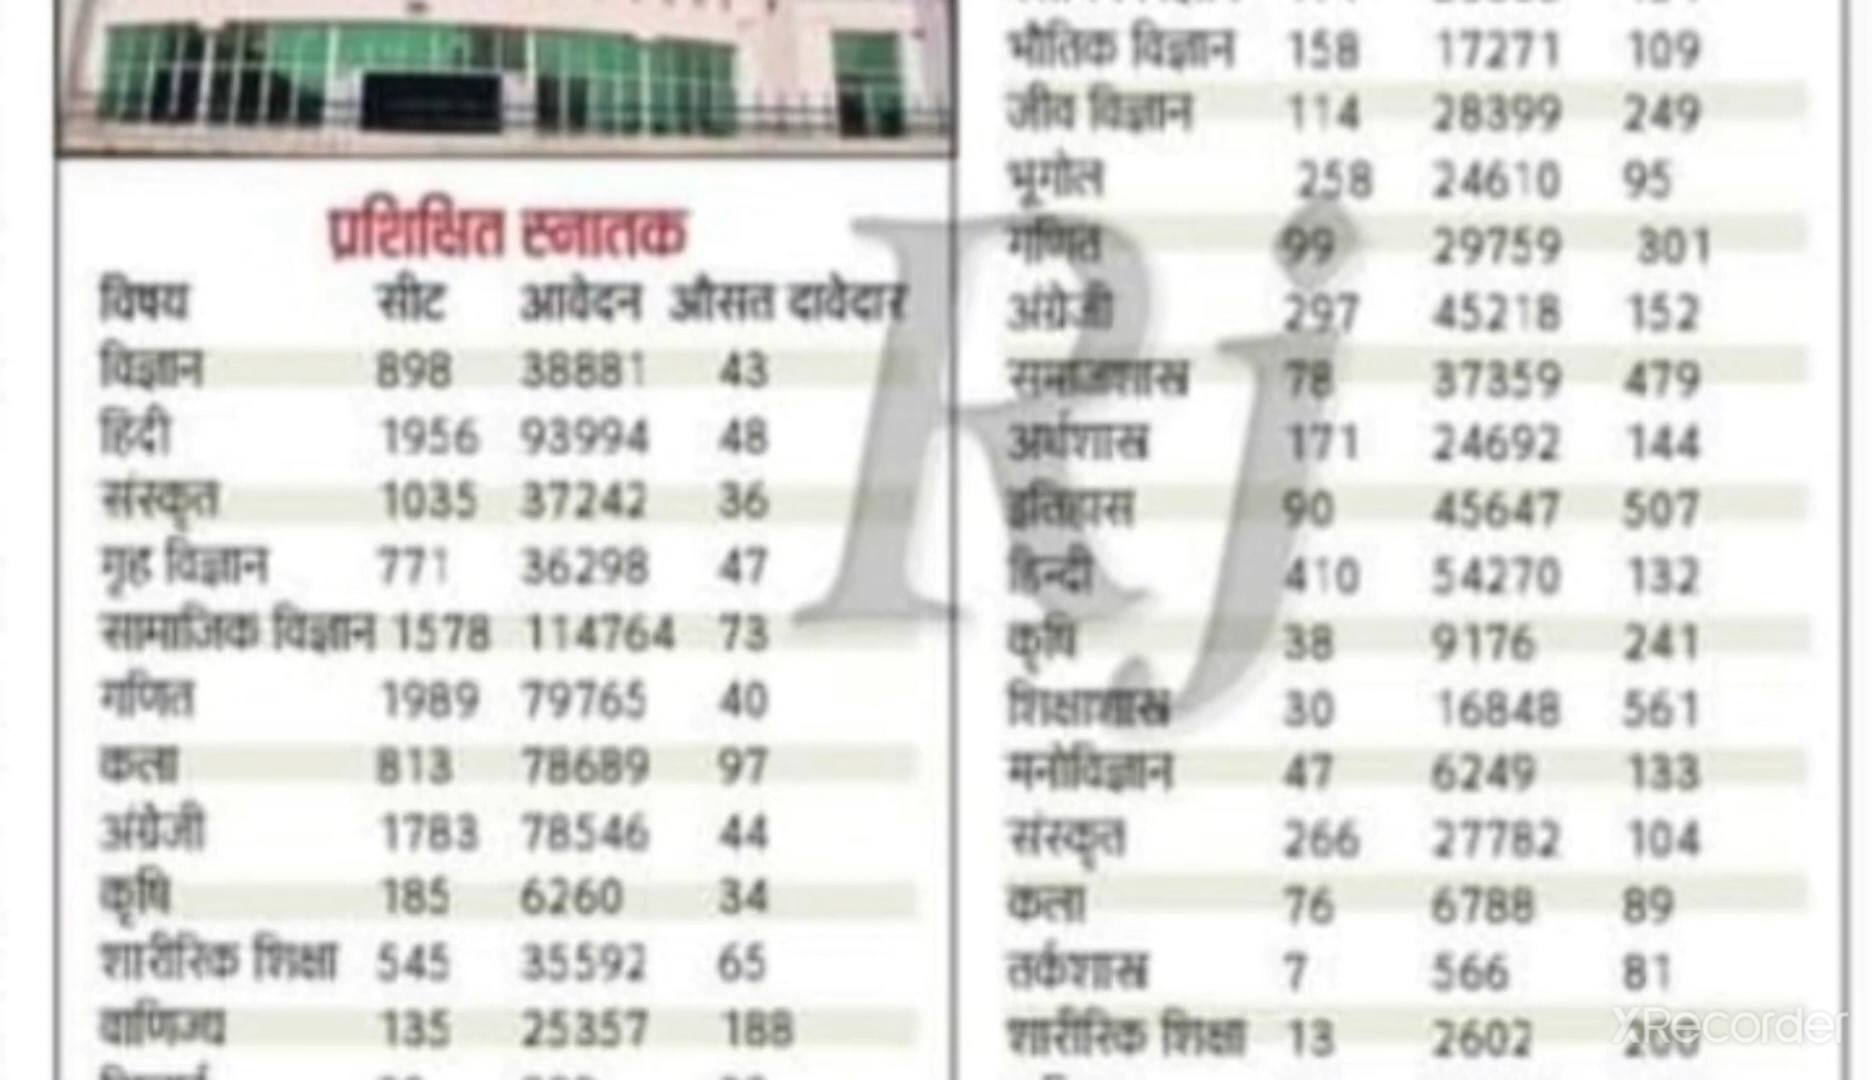 प्रशिक्षित स्नातक
विषय सीट आवेदन औसत दावेदार
विज्ञान 898 38881 43
हिंदी 1956 93994 48
संस्कृत 1035 37242 36
गृह विज्ञान 771 36298 47
सामाजिक विज्ञान 1578 114764 73
गणित 1989 79765 40
कला 813 78689 97
अंग्रेजी 1783 78546 44
कृषि 185 6260 34
शारीरिक शिक्षा 545 35592 65
वाणिज्य 135 25357 188
भौतिक विज्ञान 158 17271 109
जीव विज्ञान 114 28399 249
भूगोल 258 24610 95
गणित 99 29759 301
अंग्रेजी 297 45218 152
समाजशास्त्र 78 37359 479
अर्थशास्त्र 171 24692 144
इतिहास 90 45647 507
हिन्दी 410 54270 132
कृषि 38 9176 241
शिक्षाशास्त्र 30 16848 561
मनोविज्ञान 47 6249 133
संस्कृत 266 27782 104
कला 76 6788 89
तर्कशास्त्र 7 566 81
शारीरिक शिक्षा 13 2602 200
Rj
XRecorder